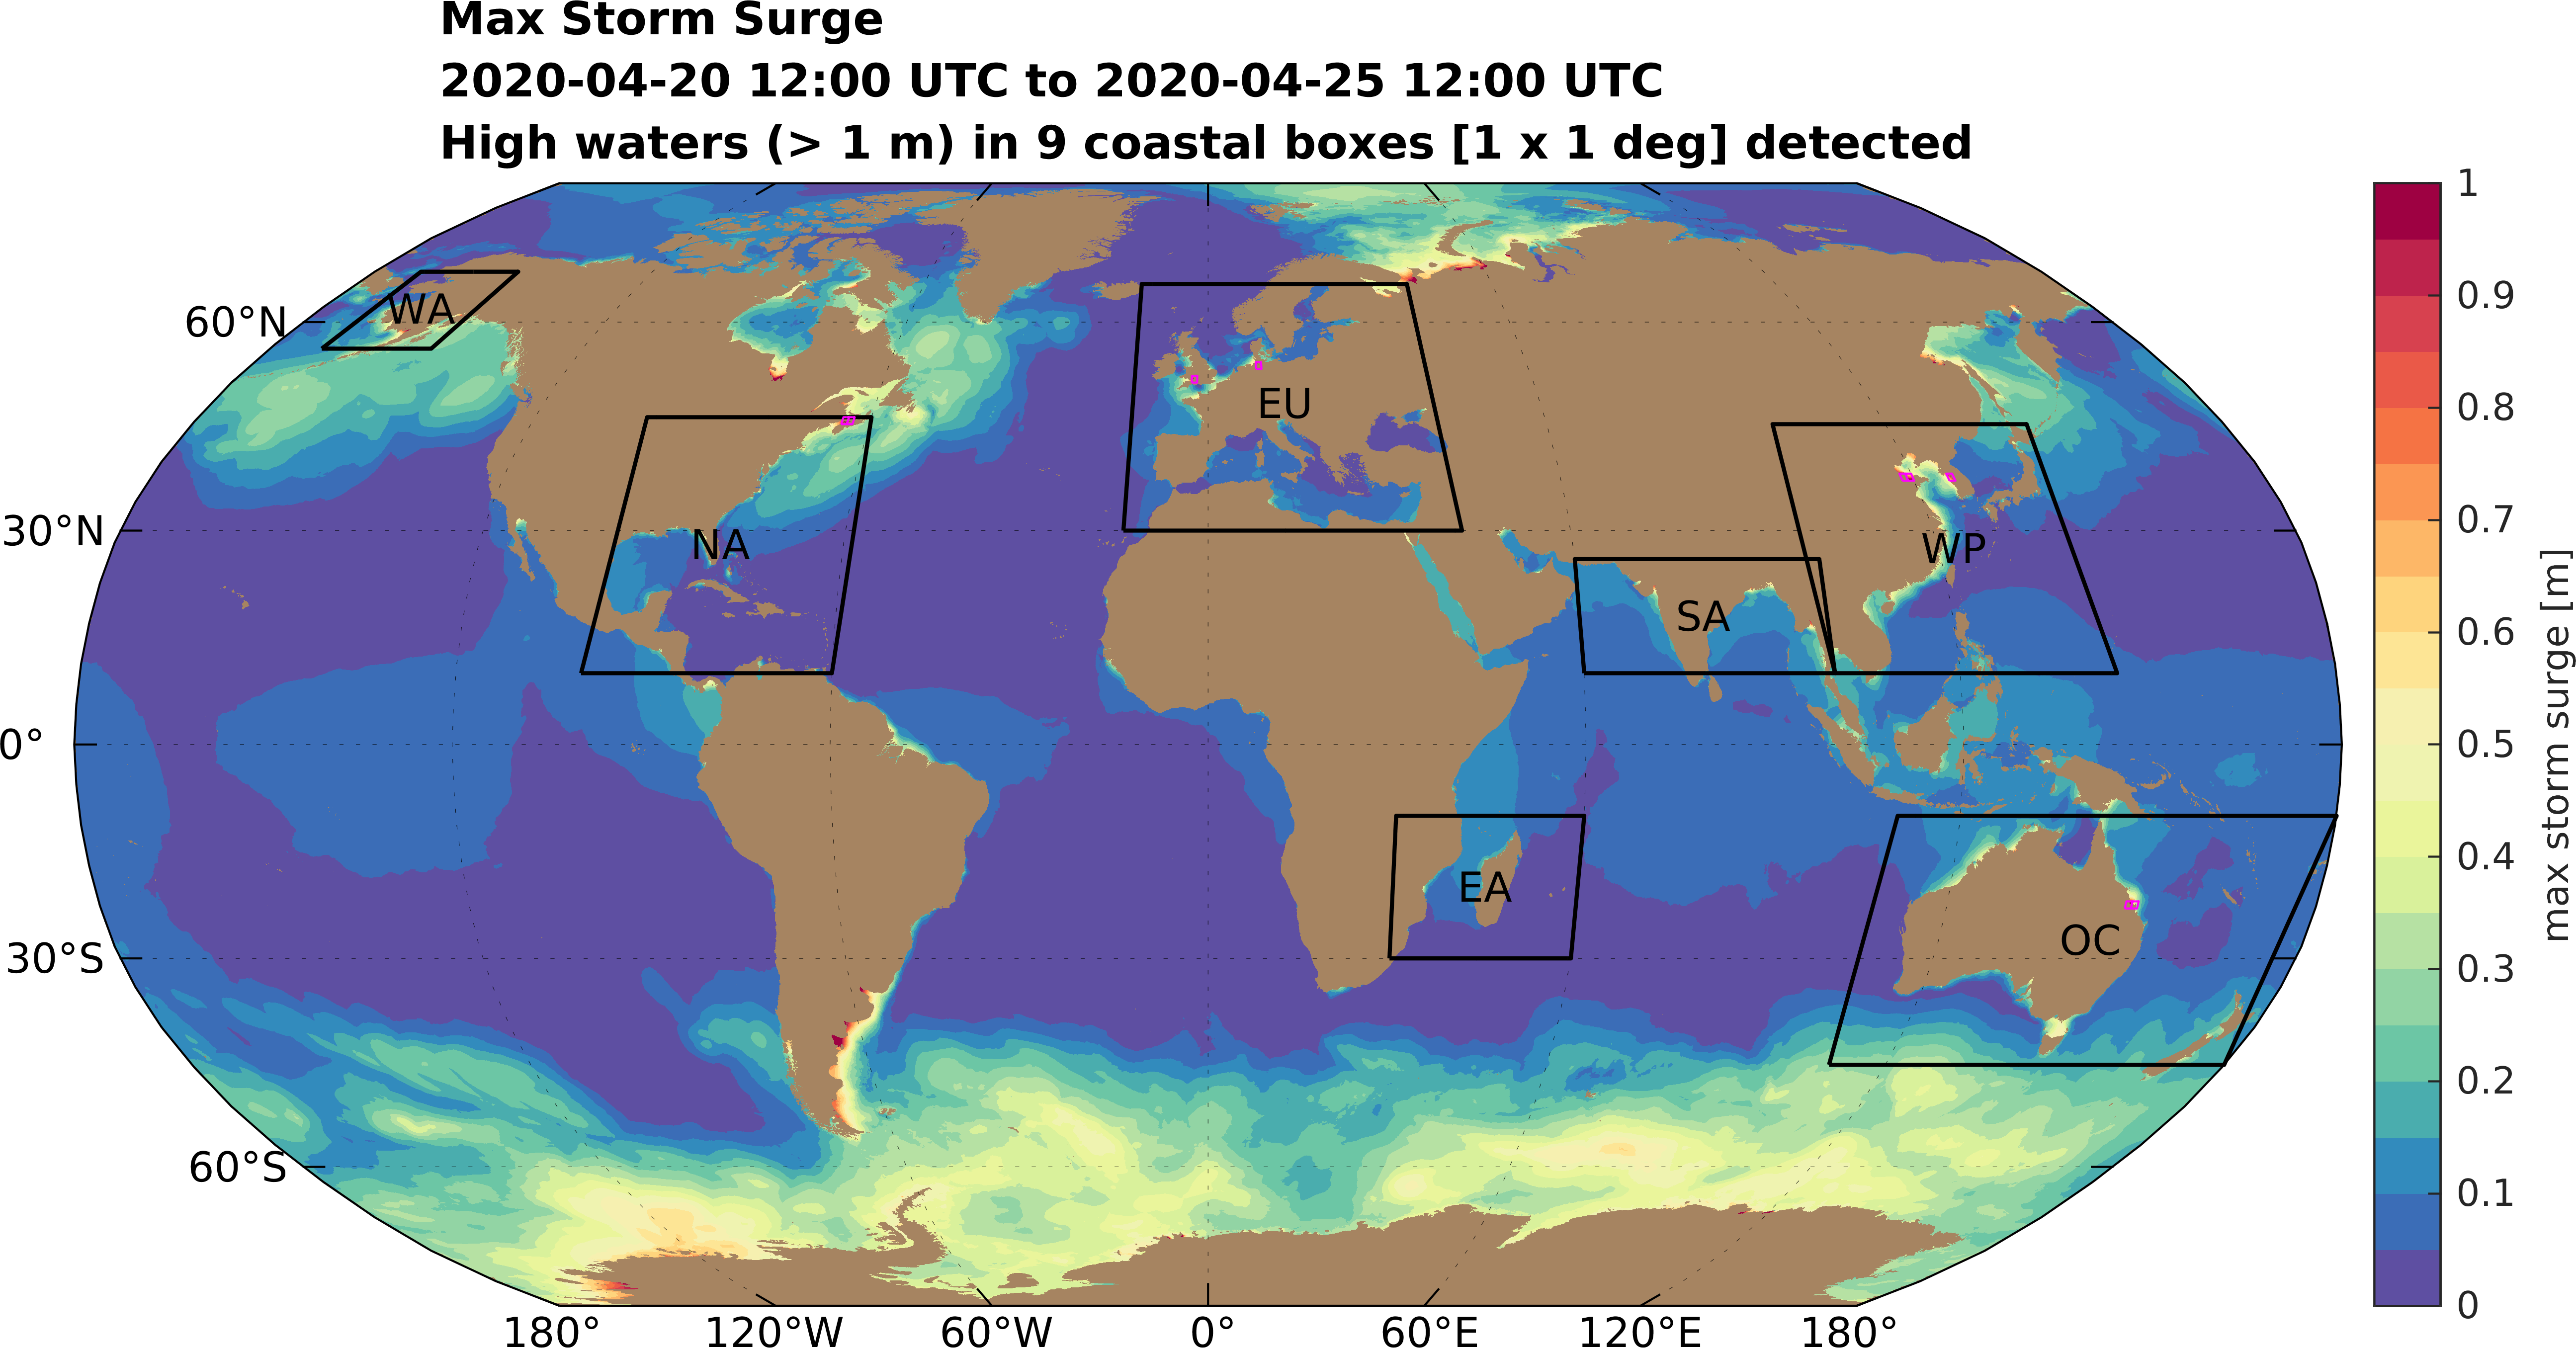 Max Storm Surge
2020-04-20 12:00 UTC to 2020-04-25 12:00 UTC
High waters (> 1 m) in 9 coastal boxes [1 x 1 deg] detected
WA
60°N
EU
NA
30°N
WP
SA
0°
EA
OC
30°S
60°S
180°
120°W
60°W
0°
60°E
120°E
180°
1
0.9
0.8
0.7
0.6
0.5
0.4
0.3
0.2
0.1
0
max storm surge [m]